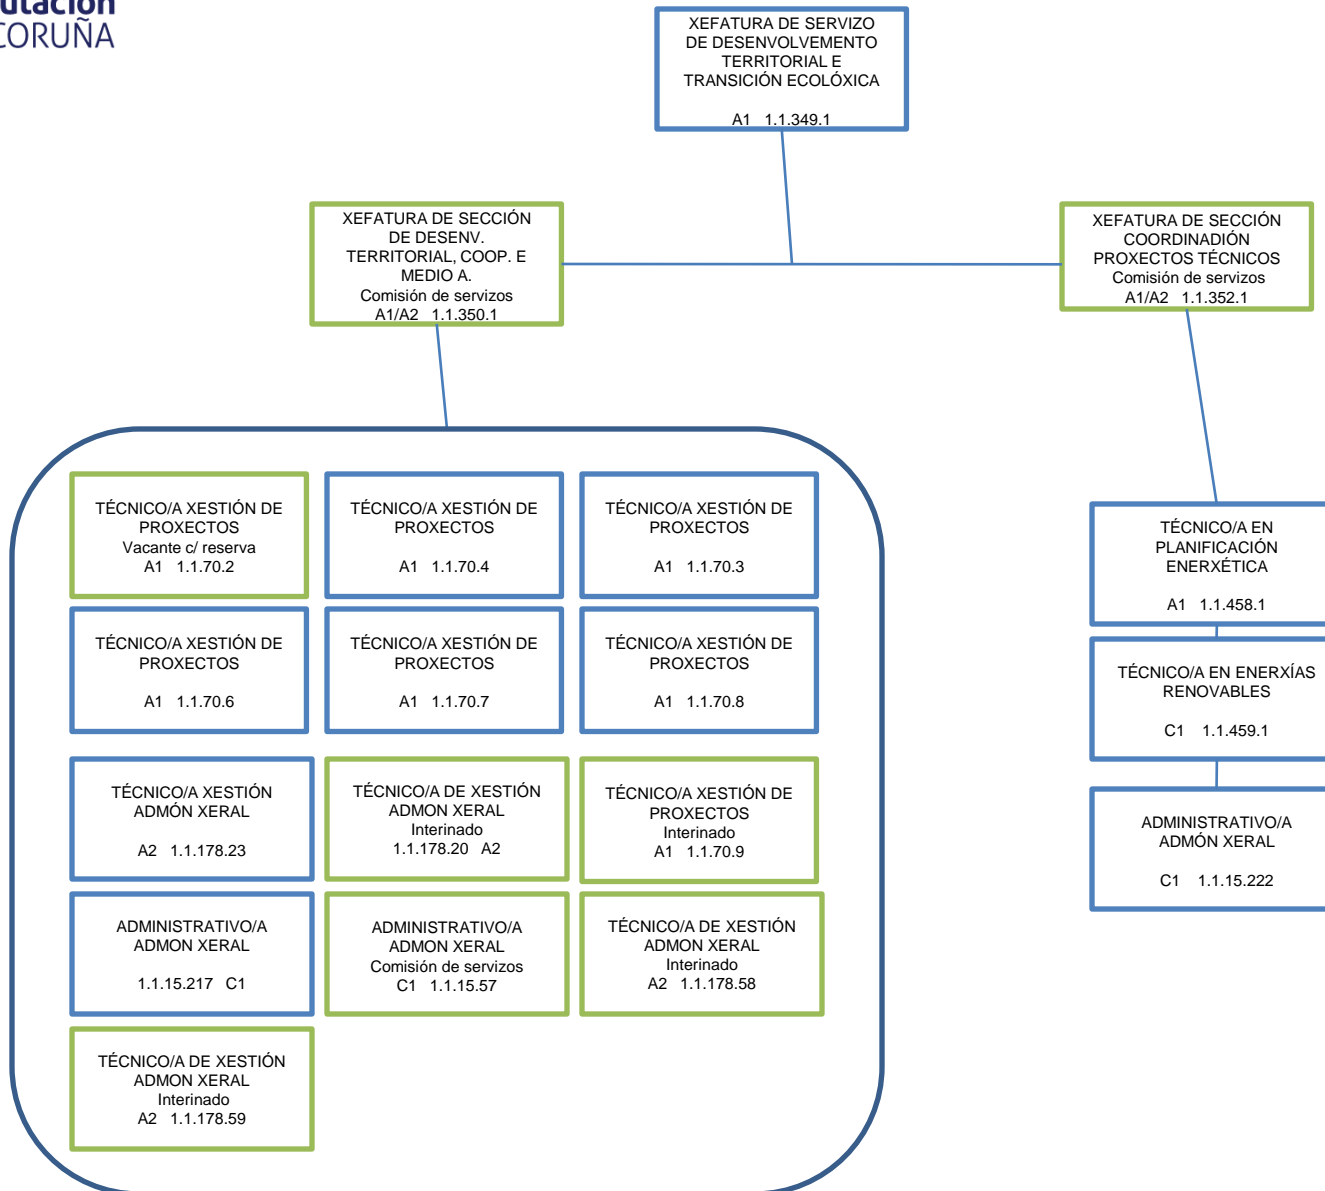 CORUÑA
XEFATURA DE SERVIZO
DE DESENVOLVEMENTO
TERRITORIAL E
TRANSICIÓN ECOLÓXICA
A1 1.1.349.1
XEFATURA DE SECCIÓN
DE DESENV.
TERRITORIAL, COOP. E
MEDIO A.
Comisión de servizos
A1/A2 1.1.350.1
XEFATURA DE SECCIÓN
COORDINADIÓN
PROXECTOS TÉCNICOS
Comisión de servizos
A1/A2 1.1.352.1
TÉCNICO/A XESTIÓN DE
PROXECTOS
Vacante c/ reserva
A1 1.1.70.2
TÉCNICO/A XESTIÓN DE
PROXECTOS
A1 1.1.70.4
TÉCNICO/A XESTIÓN DE
PROXECTOS
A1 1.1.70.3
TÉCNICO/A XESTIÓN DE
PROXECTOS
A1 1.1.70.6
TÉCNICO/A XESTIÓN DE
PROXECTOS
A1 1.1.70.7
TÉCNICO/A XESTIÓN DE
PROXECTOS
A1 1.1.70.8
TÉCNICO/A XESTIÓN
ADMÓN XERAL
A2 1.1.178.23
TÉCNICO/A DE XESTIÓN
ADMON XERAL
Interinado
1.1.178.20 A2
TÉCNICO/A XESTIÓN DE
PROXECTOS
Interinado
A1 1.1.70.9
ADMINISTRATIVO/A
ADMON XERAL
1.1.15.217 C1
ADMINISTRATIVO/A
ADMON XERAL
Comisión de servizos
C1 1.1.15.57
TÉCNICO/A DE XESTIÓN
ADMON XERAL
Interinado
A2 1.1.178.58
TÉCNICO/A DE XESTIÓN
ADMON XERAL
Interinado
A2 1.1.178.59
TÉCNICO/A EN
PLANIFICACIÓN
ENERXÉTICA
A1 1.1.458.1
TÉCNICO/A EN ENERXÍAS
RENOVABLES
C1 1.1.459.1
ADMINISTRATIVO/A
ADMÓN XERAL
C1 1.1.15.222